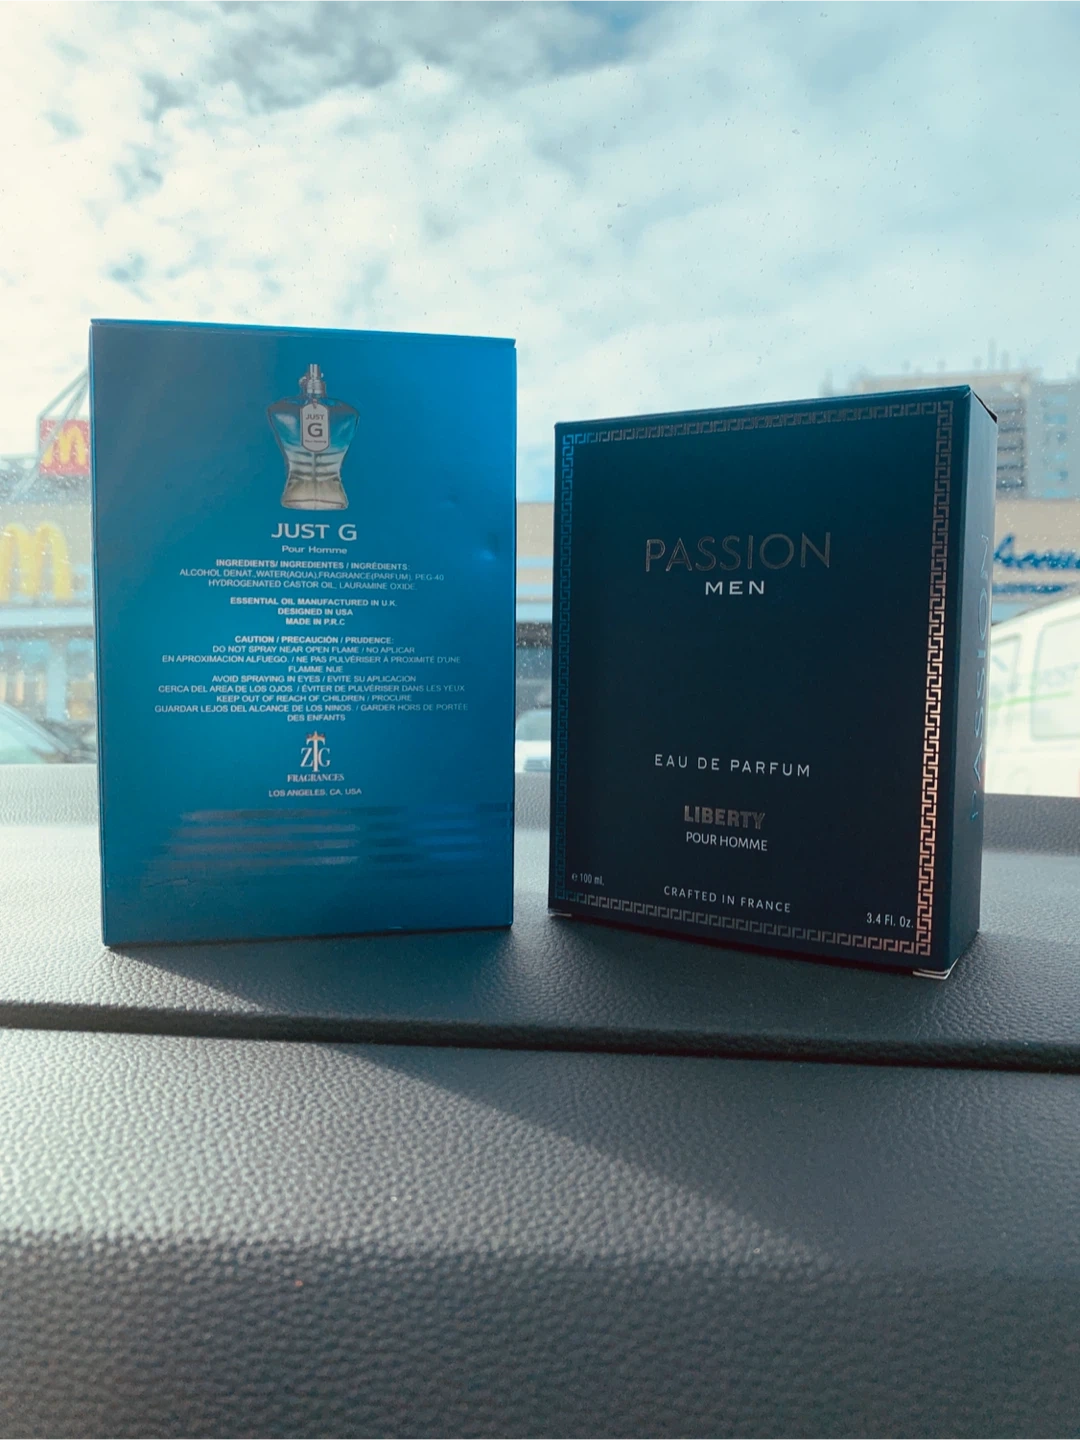 JUST
G
JUST G
Pour Homme
INGREDIENTS/ INGREDIENTES / INGRÉDIENTS:
ALCOHOL DENAT.,WATER(AQUA),FRAGRANCE(PARFUM), PEG-40
HYDROGENATED CASTOR OIL, LAURAMINE OXIDE.
ESSENTIAL OIL MANUFACTURED IN U.K.
DESIGNED IN USA
MADE IN P.R.C
CAUTION / PRECAUCIÓN / PRUDENCE:
DO NOT SPRAY NEAR OPEN FLAME / NO APLICAR
EN APROXIMACION ALFUEGO. / NE PAS PULVÉRISER À PROXIMITÉ D'UNE
FLAMME NUE
AVOID SPRAYING IN EYES / EVITE SU APLICACION
CERCA DEL AREA DE LOS OJOS / ÉVITER DE PULVÉRISER DANS LES YEUX
KEEP OUT OF REACH OF CHILDREN / PROCURE
GUARDAR LEJOS DEL ALCANCE DE LOS NINOS. / GARDER HORS DE PORTÉE
DES ENFANTS
ZTG
FRAGRANCES
LOS ANGELES, CA, USA
PASSION
MEN
EAU DE PARFUM
LIBERTY
POUR HOMME
℮ 100 ml.
CRAFTED IN FRANCE
3.4 Fl. Oz.
PASSION